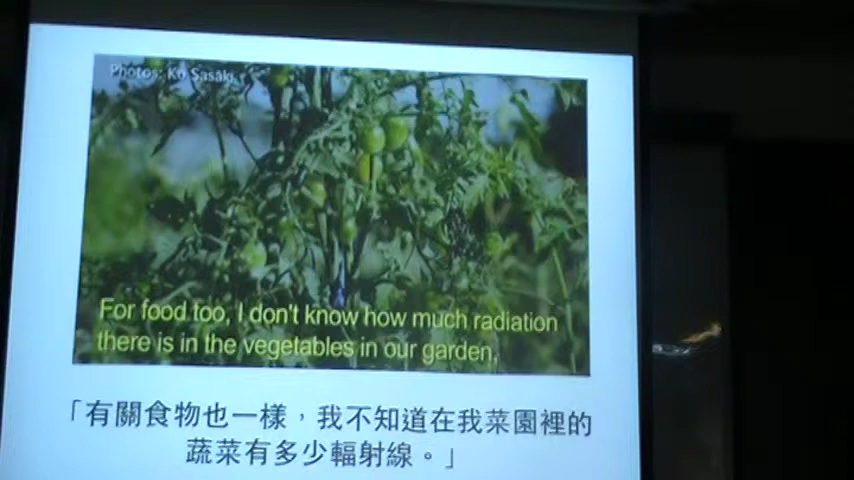 Photos: Ko Sasaki
For food too, I don't know how much radiation
there is in the vegetables in our garden.
「有關食物也一樣，我不知道在我菜園裡的
蔬菜有多少輻射線。」